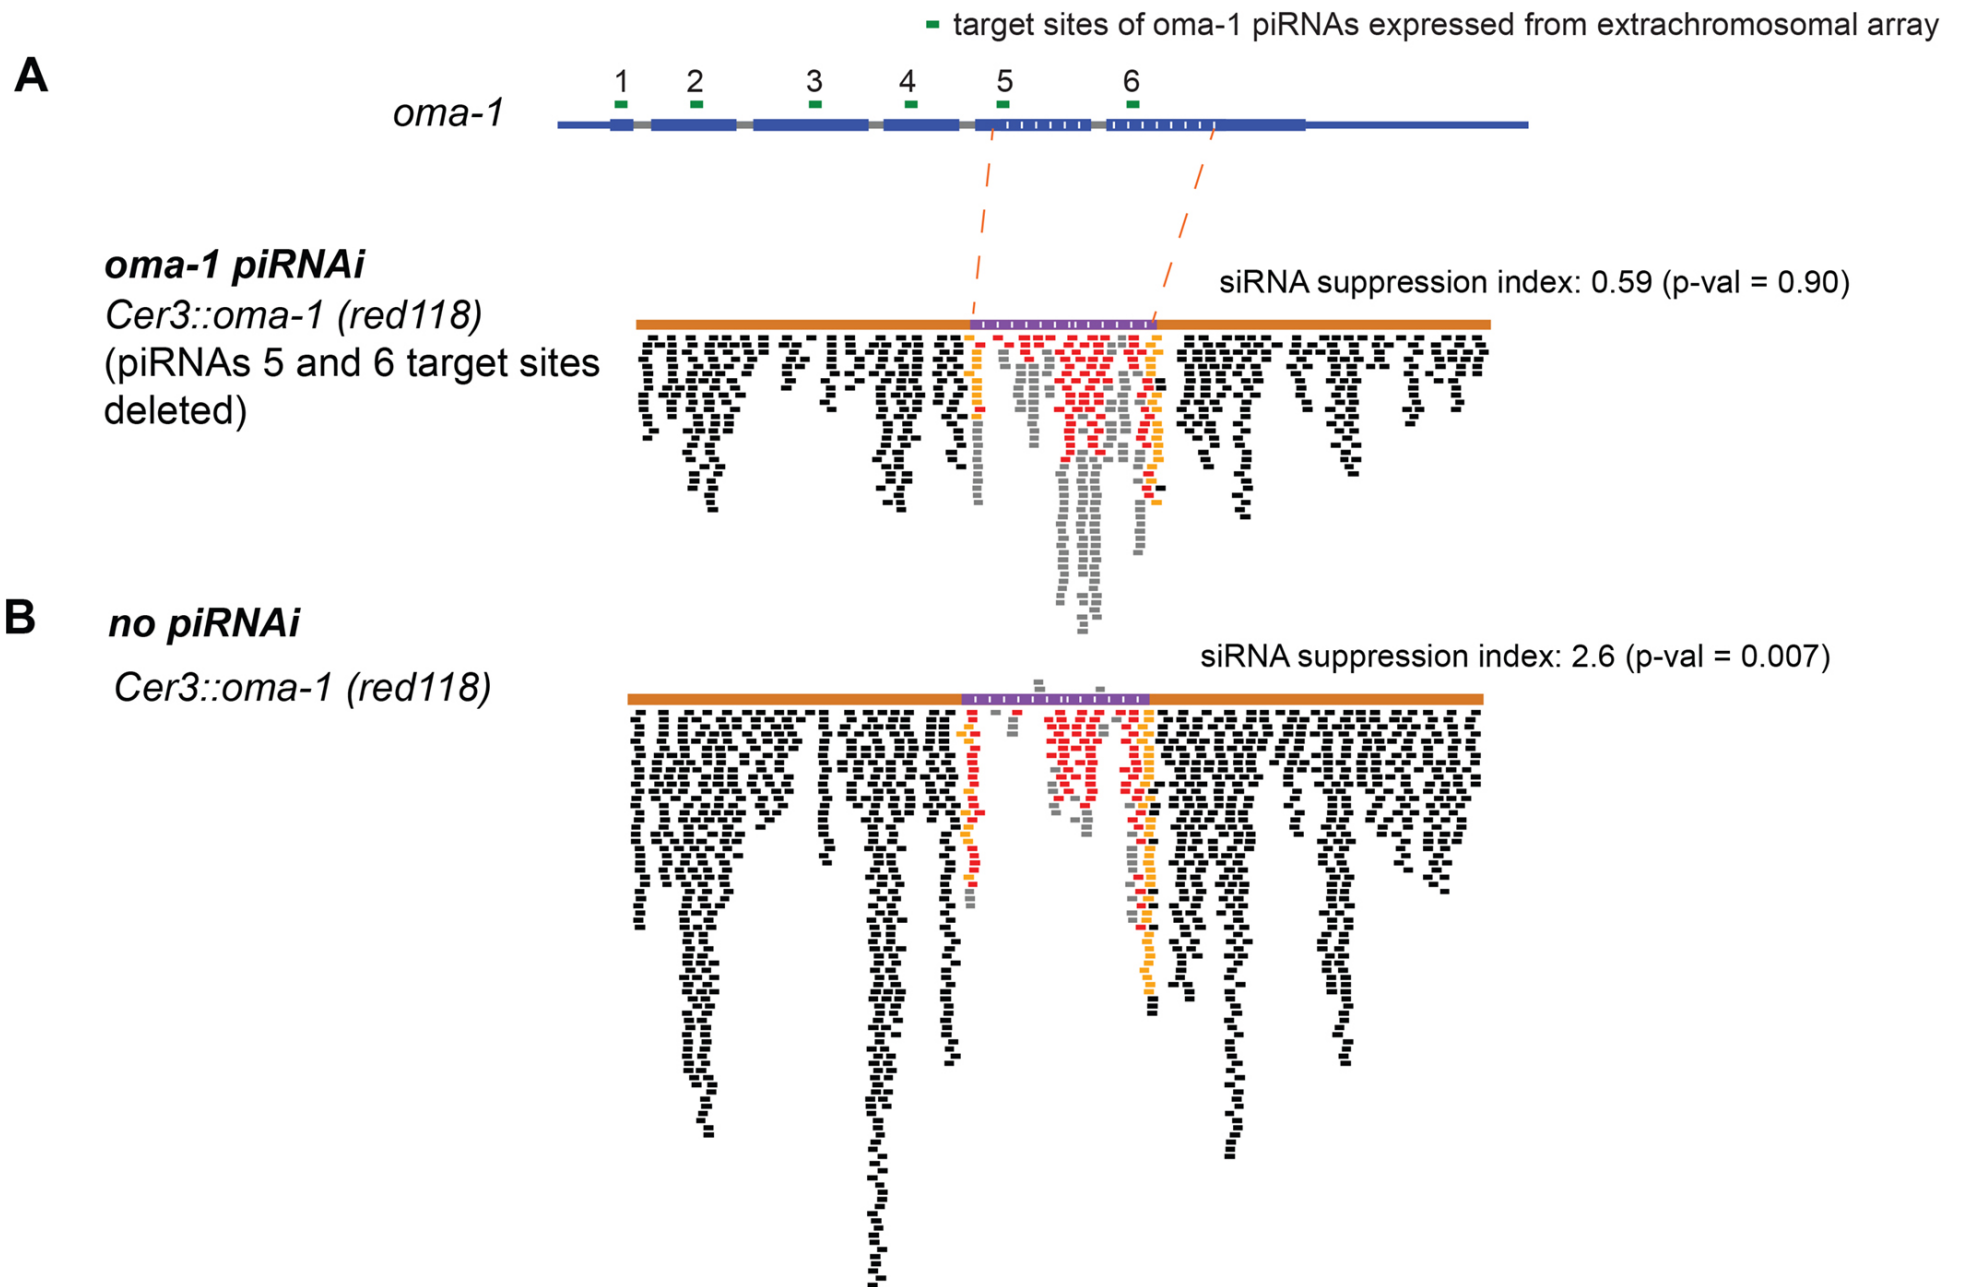 target sites of oma-1 piRNAs expressed from extrachromosomal array
A
1 2 3 4 5 6
oma-1
oma-1 piRNAi
Cer3::oma-1 (red118)
(piRNAs 5 and 6 target sites
deleted)
siRNA suppression index: 0.59 (p-val = 0.90)
B
no piRNAi
siRNA suppression index: 2.6 (p-val = 0.007)
Cer3::oma-1 (red118)